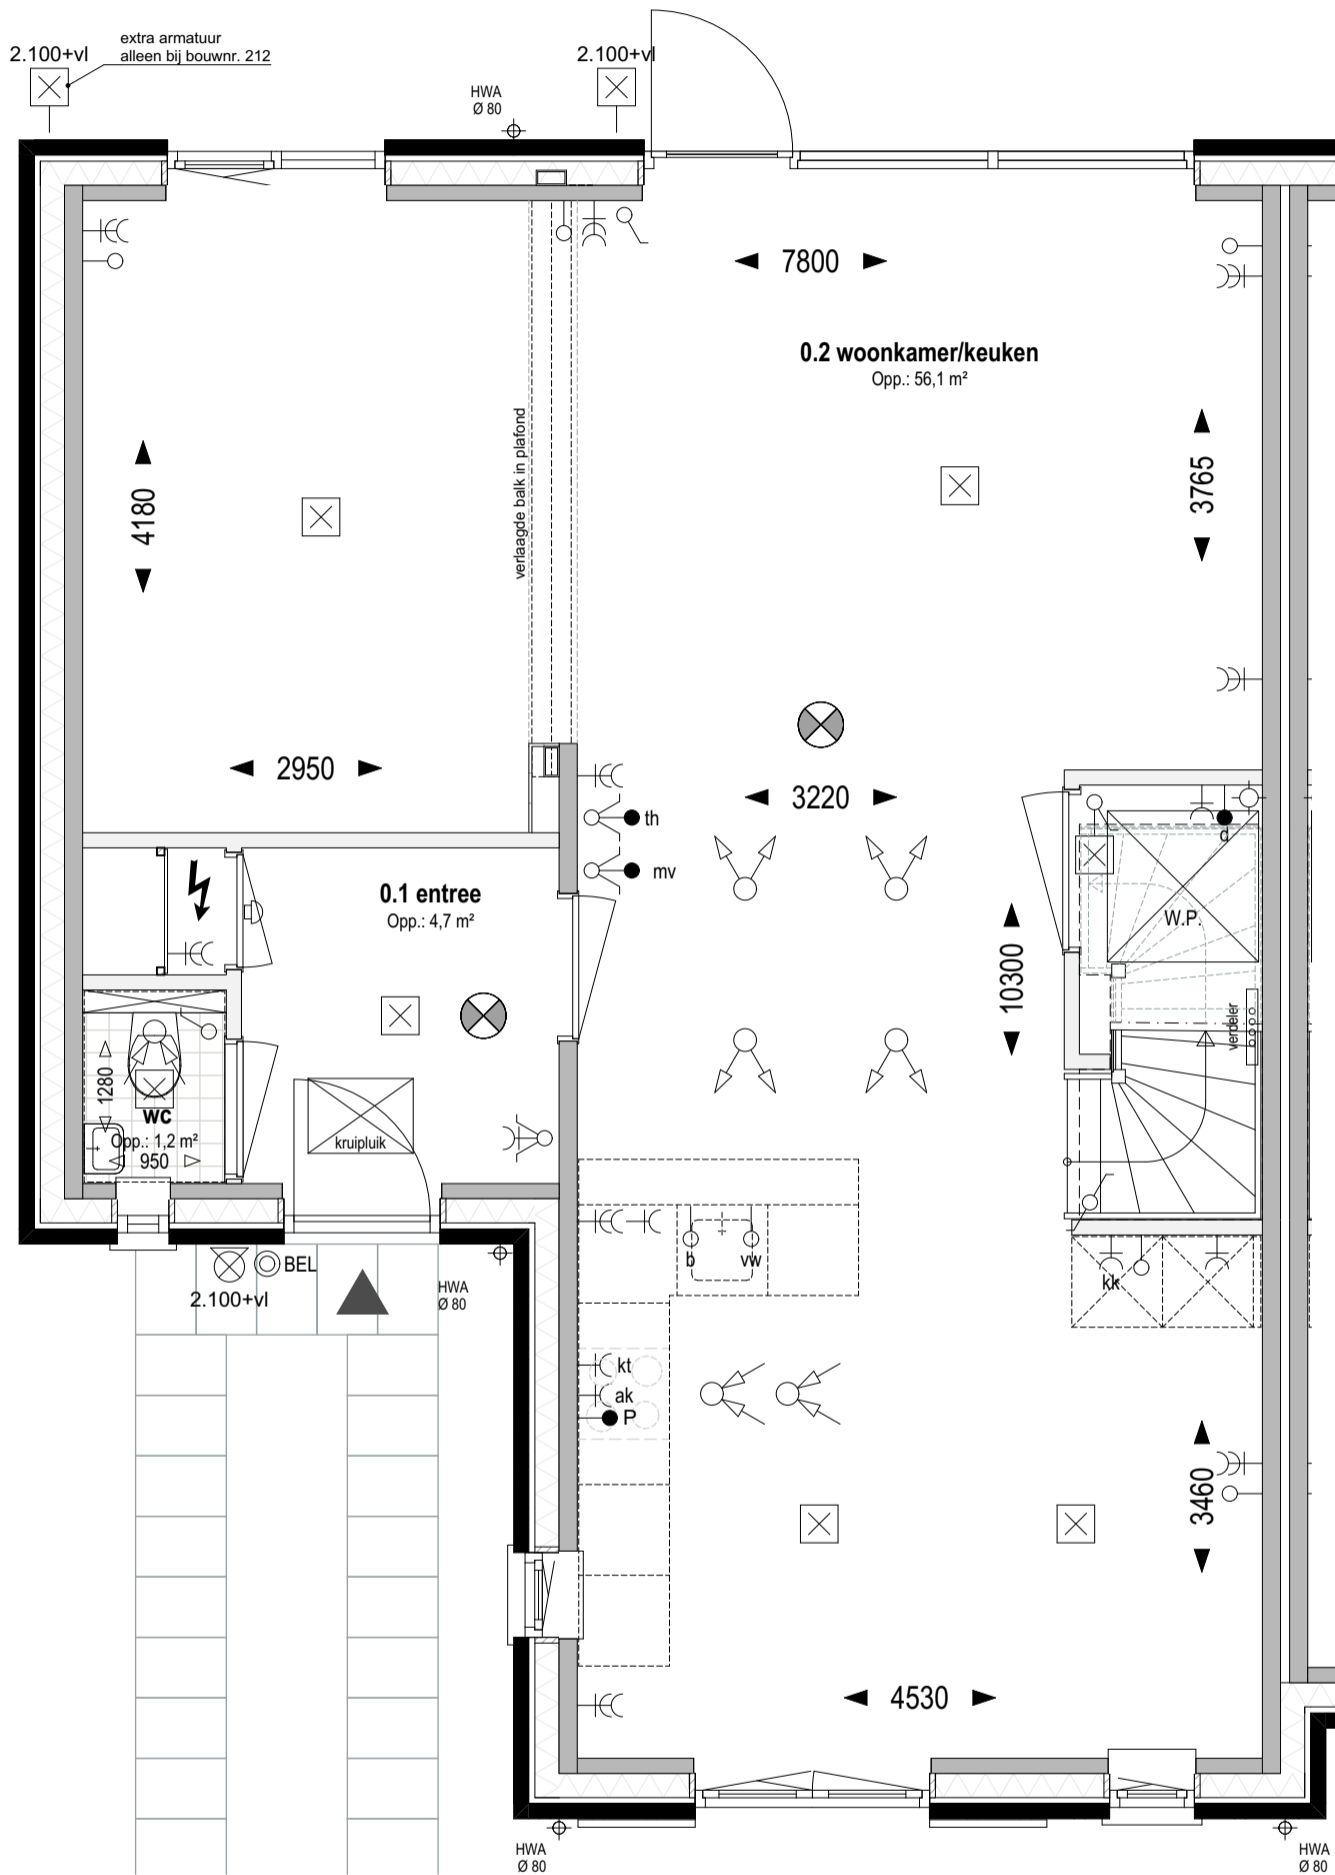 extra armatuur
alleen bij bouwnr. 212
2.100+vl
2.100+vl
HWA
Ø 80
7800
0.2 woonkamer/keuken
Opp.: 56,1 m²
verlaagde balk in plafond
4180
3765
2950
3220
th
mv
d
0.1 entree
Opp.: 4,7 m²
W.P.
10300
verdeler
1280
wc
Opp.: 1,2 m²
950
kruipluik
BEL
2.100+vl
HWA
Ø 80
b
vw
kk
kt
ak
P
3460
4530
HWA
Ø 80
HWA
Ø 80